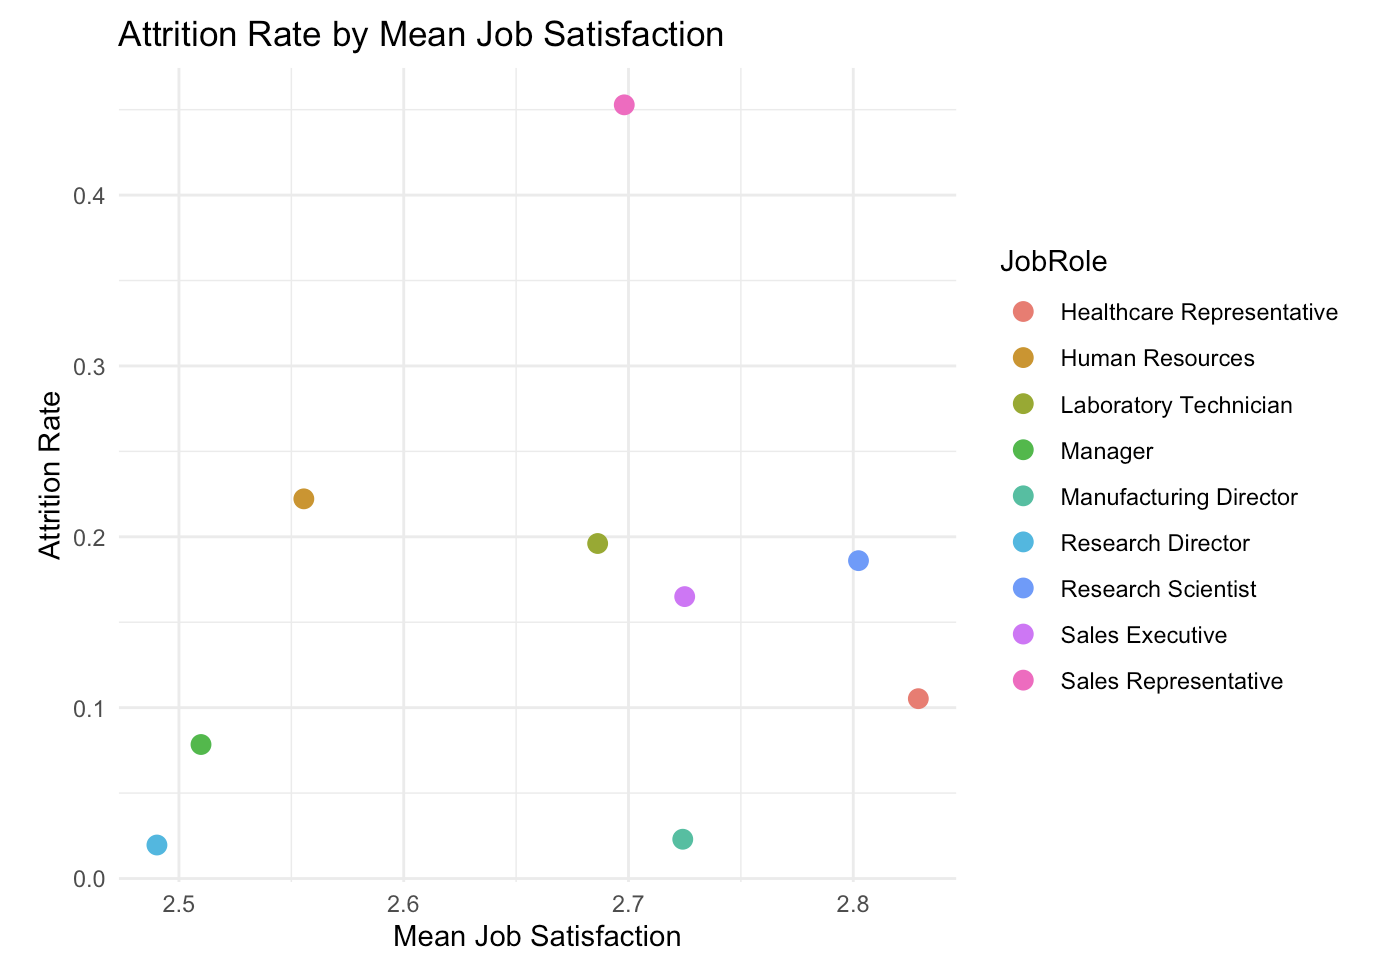 Attrition Rate by Mean Job Satisfaction
0.4
0.3
0.2
0.1
0.0
Attrition Rate
2.5 2.6 2.7 2.8
Mean Job Satisfaction
JobRole
Healthcare Representative
Human Resources
Laboratory Technician
Manager
Manufacturing Director
Research Director
Research Scientist
Sales Executive
Sales Representative